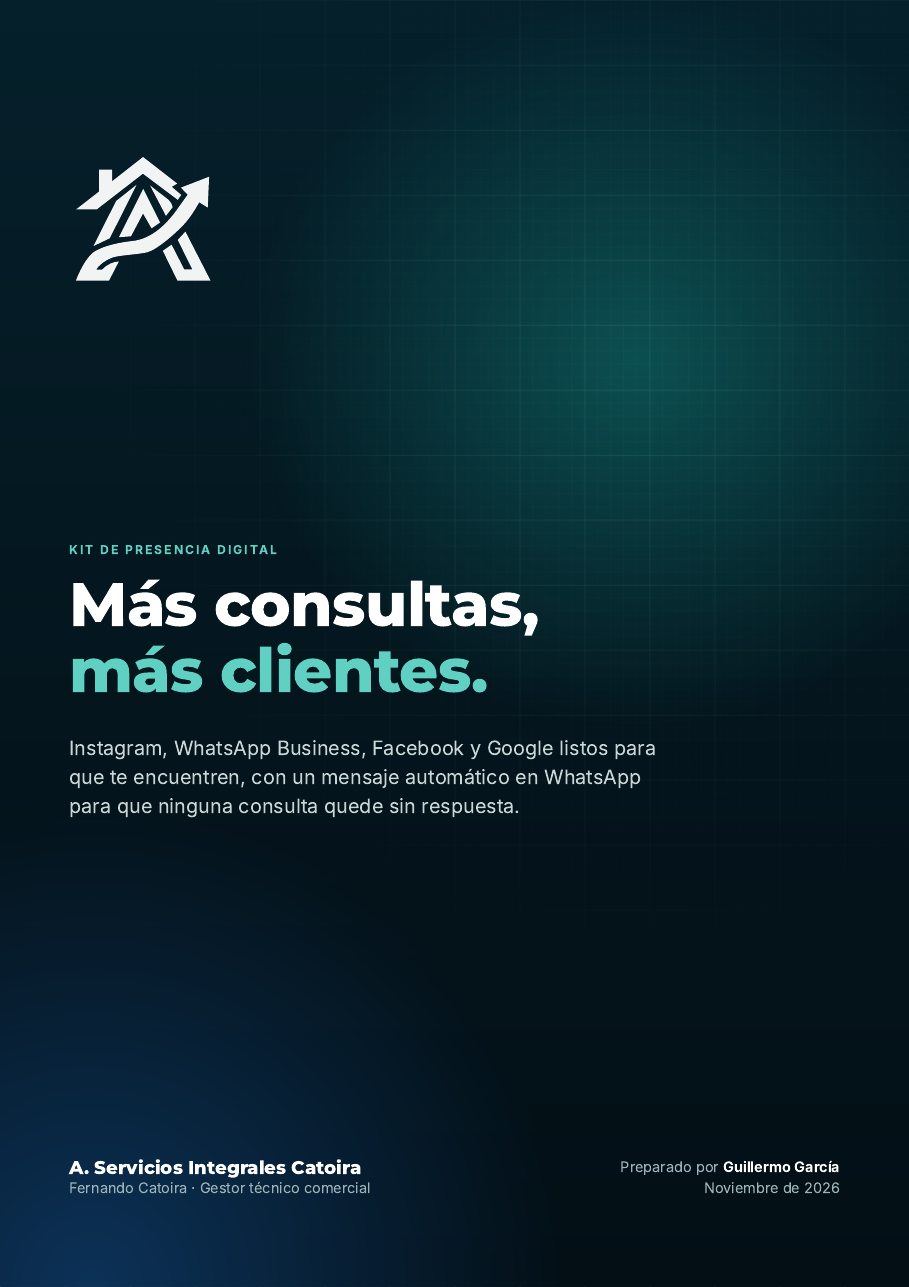 KIT DE PRESENCIA DIGITAL
Más consultas,
más clientes.
Instagram, WhatsApp Business, Facebook y Google listos para
que te encuentren, con un mensaje automático en WhatsApp
para que ninguna consulta quede sin respuesta.
A. Servicios Integrales Catoira
Fernando Catoira · Gestor técnico comercial
Preparado por Guillermo García
Noviembre de 2026